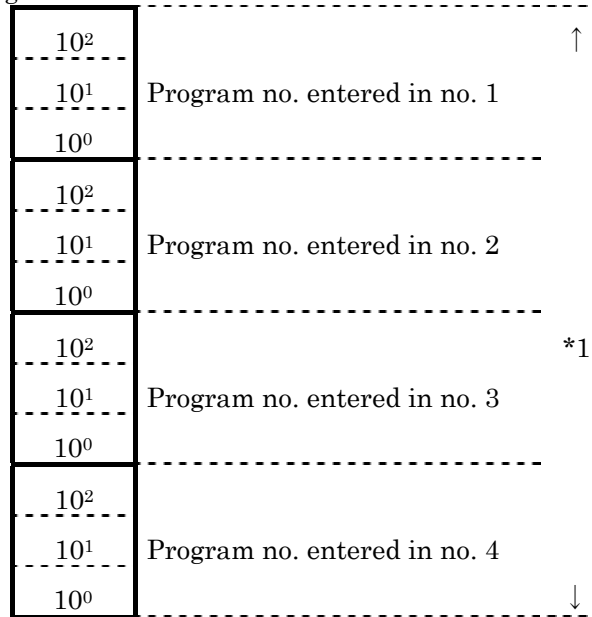 g
10² ↑
10¹ Program no. entered in no. 1
10⁰
10²
10¹ Program no. entered in no. 2
10⁰
10² *1
10¹ Program no. entered in no. 3
10⁰
10²
10¹ Program no. entered in no. 4
10⁰ ↓